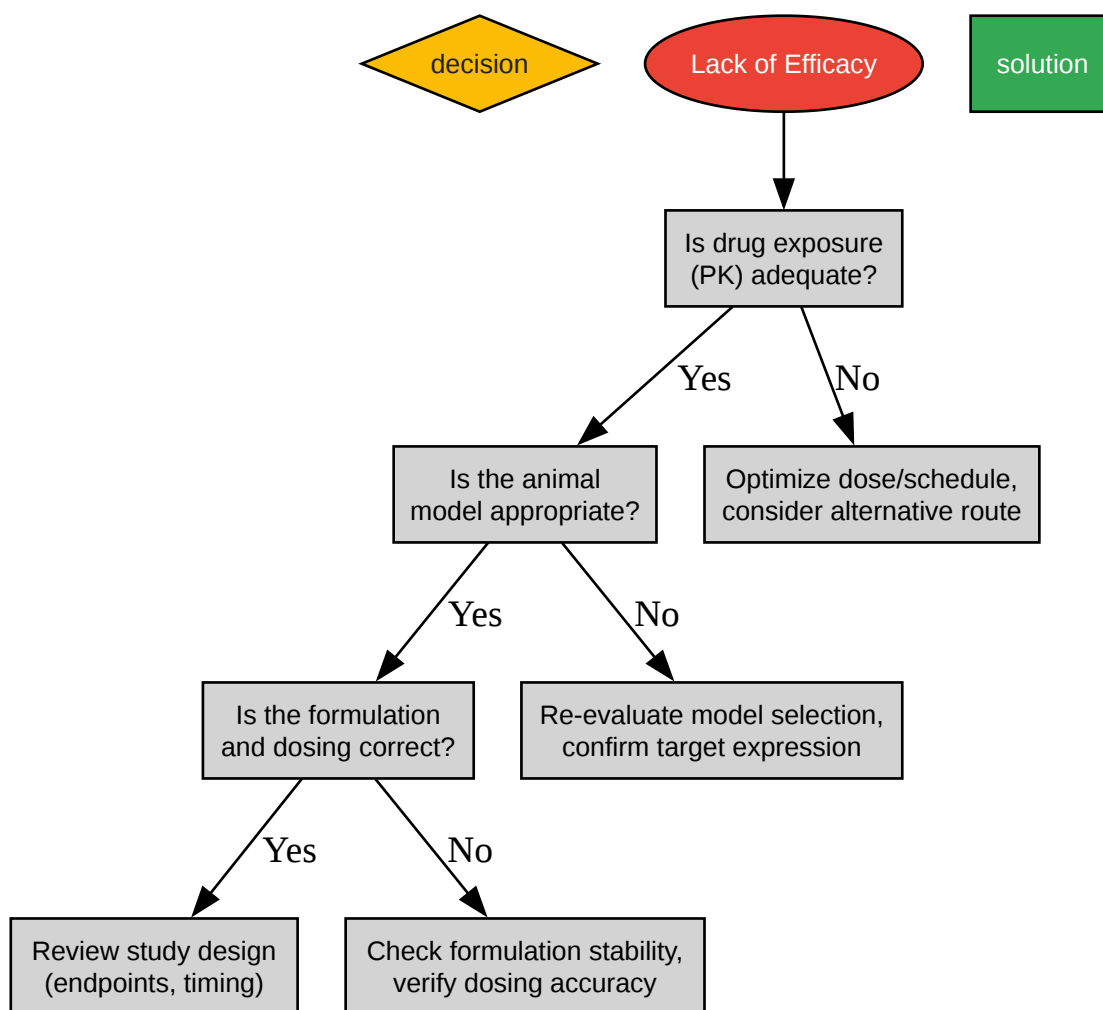 decision
Lack of Efficacy
solution
Is drug exposure
(PK) adequate?
Yes
No
Is the animal
model appropriate?
Optimize dose/schedule,
consider alternative route
Yes
No
Is the formulation
and dosing correct?
Re-evaluate model selection,
confirm target expression
Yes
No
Review study design
(endpoints, timing)
Check formulation stability,
verify dosing accuracy